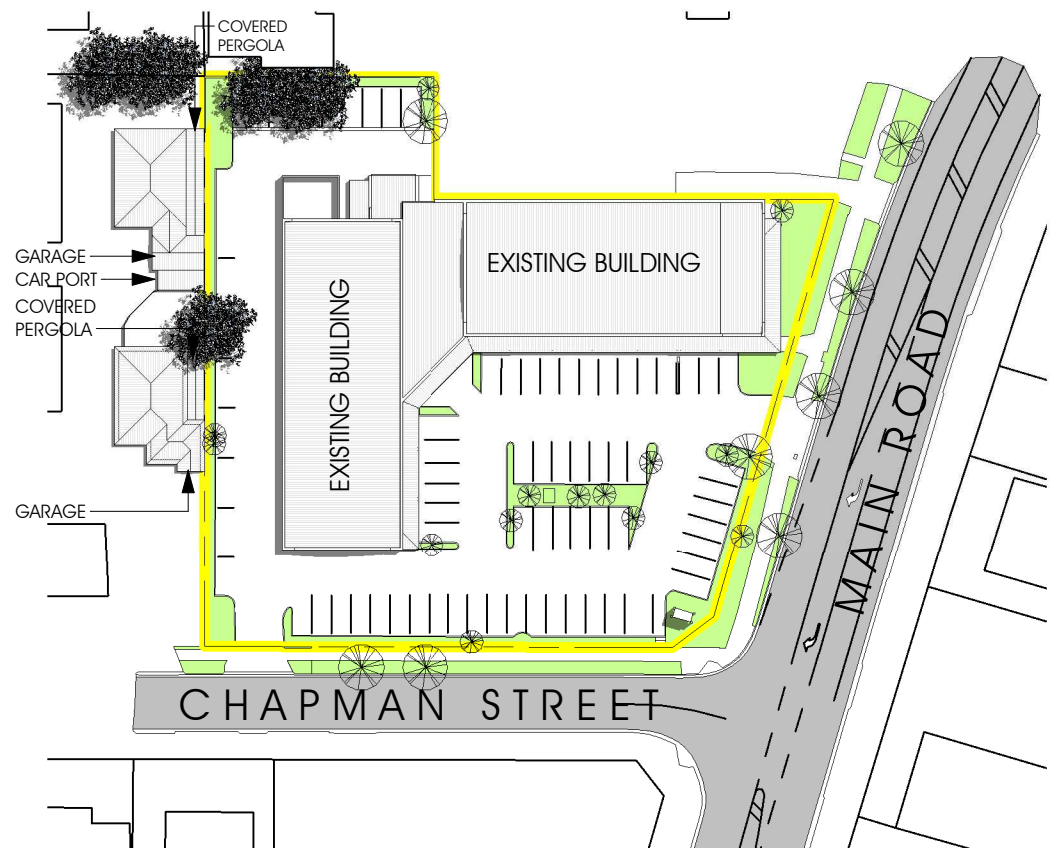 COVERED
PERGOLA
EXISTING BUILDING
EXISTING BUILDING
GARAGE
CAR PORT
COVERED
PERGOLA
GARAGE
MAIN ROAD
CHAPMAN STREET